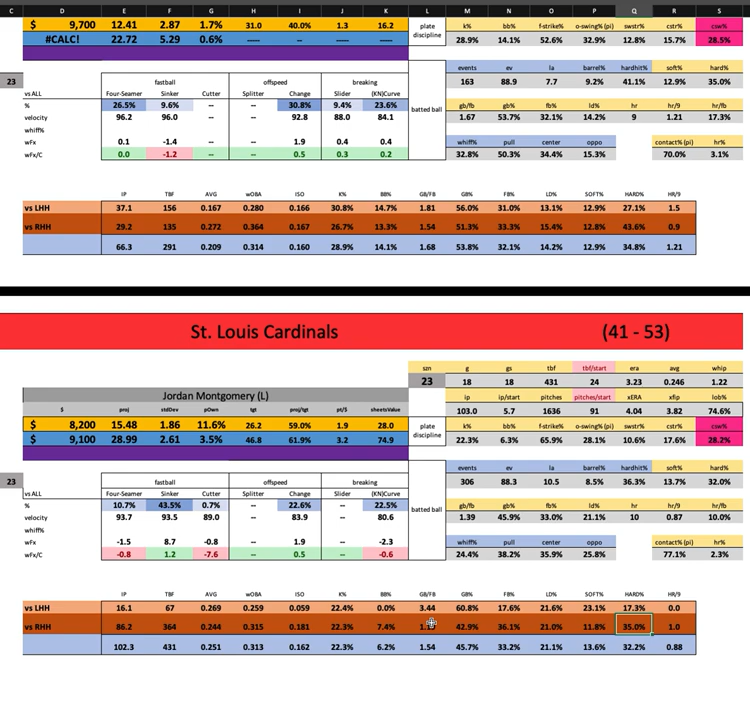 C D E F G H I J K L M N O P Q R S
$ 9,700 12.41 2.87 1.7% 31.0 40.0% 1.3 16.2 plate discipline k% bb% f-strike% o-swing% (pi) swstr% cstr% csw%
#CALC! 22.72 5.29 0.6% ---- ---- ---- ---- 28.9% 14.1% 52.6% 32.9% 12.8% 15.7% 28.5%
events ev la barrel% hardhit% soft% hard%
23 fastball offspeed breaking 163 88.9 7.7 9.2% 41.1% 12.9% 35.0%
vs ALL Four-Seamer Sinker Cutter Splitter Change Slider (KN)Curve
% 26.5% 9.6% -- -- 30.8% 9.4% 23.6% batted ball gb/fb gb% fb% ld% hr hr/9 hr/fb
velocity 96.2 96.0 -- -- 92.8 88.0 84.1 1.67 53.7% 32.1% 14.2% 9 1.21 17.3%
whiff%
wFx 0.1 -1.4 1.9 0.4 0.4 whiff% pull center oppo contact% (pi) hr%
wFx/C 0.0 -1.2 -- -- 0.5 0.3 0.2 32.8% 50.3% 34.4% 15.3% 70.0% 3.1%
IP TBF AVG wOBA ISO K% BB% GB/FB GB% FB% LD% SOFT% HARD% HR/9
vs LHH 37.1 156 0.167 0.280 0.166 30.8% 14.7% 1.81 56.0% 31.0% 13.1% 12.9% 27.1% 1.5
vs RHH 29.2 135 0.272 0.364 0.167 26.7% 13.3% 1.54 51.3% 33.3% 15.4% 12.8% 43.6% 0.9
66.3 291 0.209 0.314 0.160 28.9% 14.1% 1.68 53.8% 32.1% 14.2% 12.9% 34.8% 1.21
St. Louis Cardinals (41 - 53)
szn g gs tbf tbf/start era avg whip
23 18 18 431 24 3.23 0.246 1.22
Jordan Montgomery (L) ip ip/start pitches pitches/start xERA xfip lob%
$ proj stdDev pOwn tgt proj/tgt pt/$ sheetsValue 103.0 5.7 1636 91 4.04 3.82 74.6%
$ 8,200 15.48 1.86 11.6% 26.2 59.0% 1.9 28.0 plate discipline k% bb% f-strike% o-swing% (pi) swstr% cstr% csw%
$ 9,100 28.99 2.61 3.5% 46.8 61.9% 3.2 74.9 22.3% 6.3% 65.9% 28.1% 10.6% 17.6% 28.2%
events ev la barrel% hardhit% soft% hard%
23 fastball offspeed breaking 306 88.3 10.5 8.5% 36.3% 13.7% 32.0%
vs ALL Four-Seamer Sinker Cutter Splitter Change Slider (KN)Curve
% 10.7% 43.5% 0.7% -- 22.6% -- 22.5% batted ball gb/fb gb% fb% ld% hr hr/9 hr/fb
velocity 93.7 93.5 89.0 -- 83.9 -- 80.6 1.39 45.9% 33.0% 21.1% 10 0.87 10.0%
whiff%
wFx -1.5 8.7 -0.8 1.9 -2.3 whiff% pull center oppo contact% (pi) hr%
wFx/C -0.8 1.2 -7.6 -- 0.5 -- -0.6 24.4% 38.2% 35.9% 25.8% 77.1% 2.3%
IP TBF AVG wOBA ISO K% BB% GB/FB GB% FB% LD% SOFT% HARD% HR/9
vs LHH 16.1 67 0.269 0.259 0.059 22.4% 0.0% 3.44 60.8% 17.6% 21.6% 23.1% 17.3% 0.0
vs RHH 86.2 364 0.244 0.315 0.181 22.3% 7.4% 42.9% 36.1% 21.0% 11.8% 35.0% 1.0
102.3 431 0.251 0.313 0.162 22.3% 6.2% 1.54 45.7% 33.2% 21.1% 13.6% 32.2% 0.88